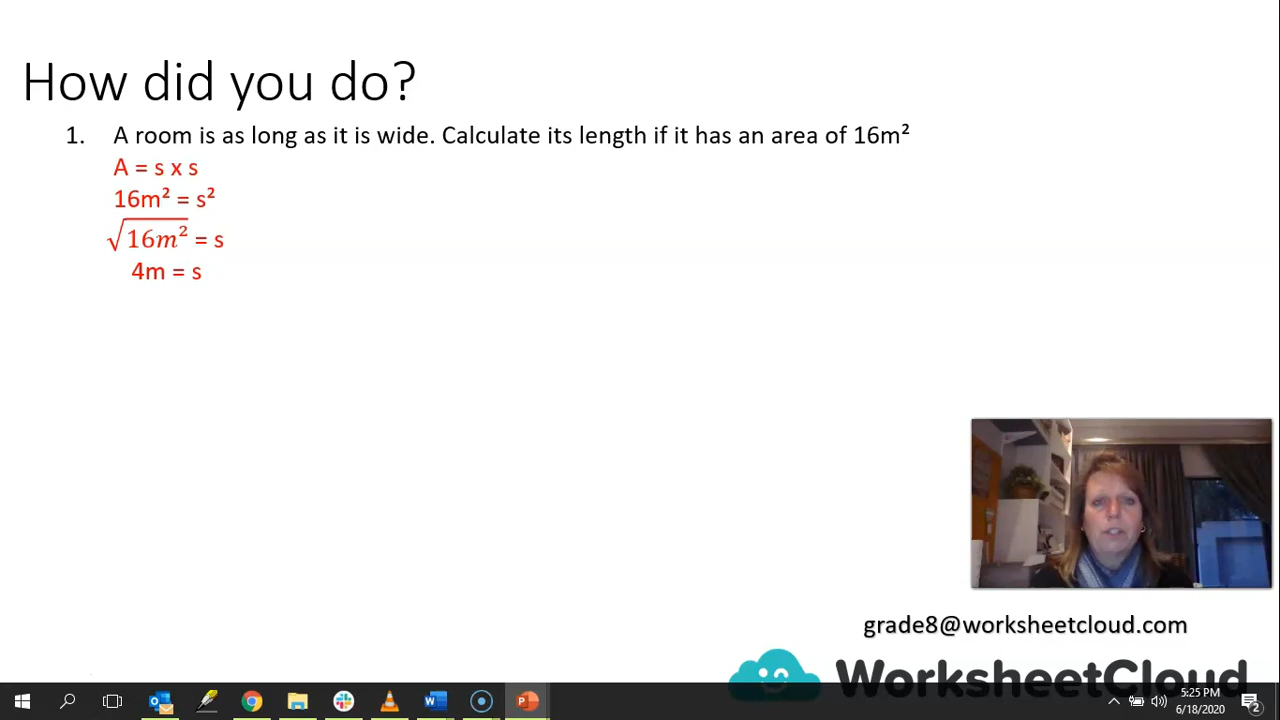 How did you do?
1. A room is as long as it is wide. Calculate its length if it has an area of 16m²
A = s x s
16m² = s²
√16m² = s
4m = s
grade8@worksheetcloud.com
WorksheetCloud
5:25 PM
6/18/2020
2